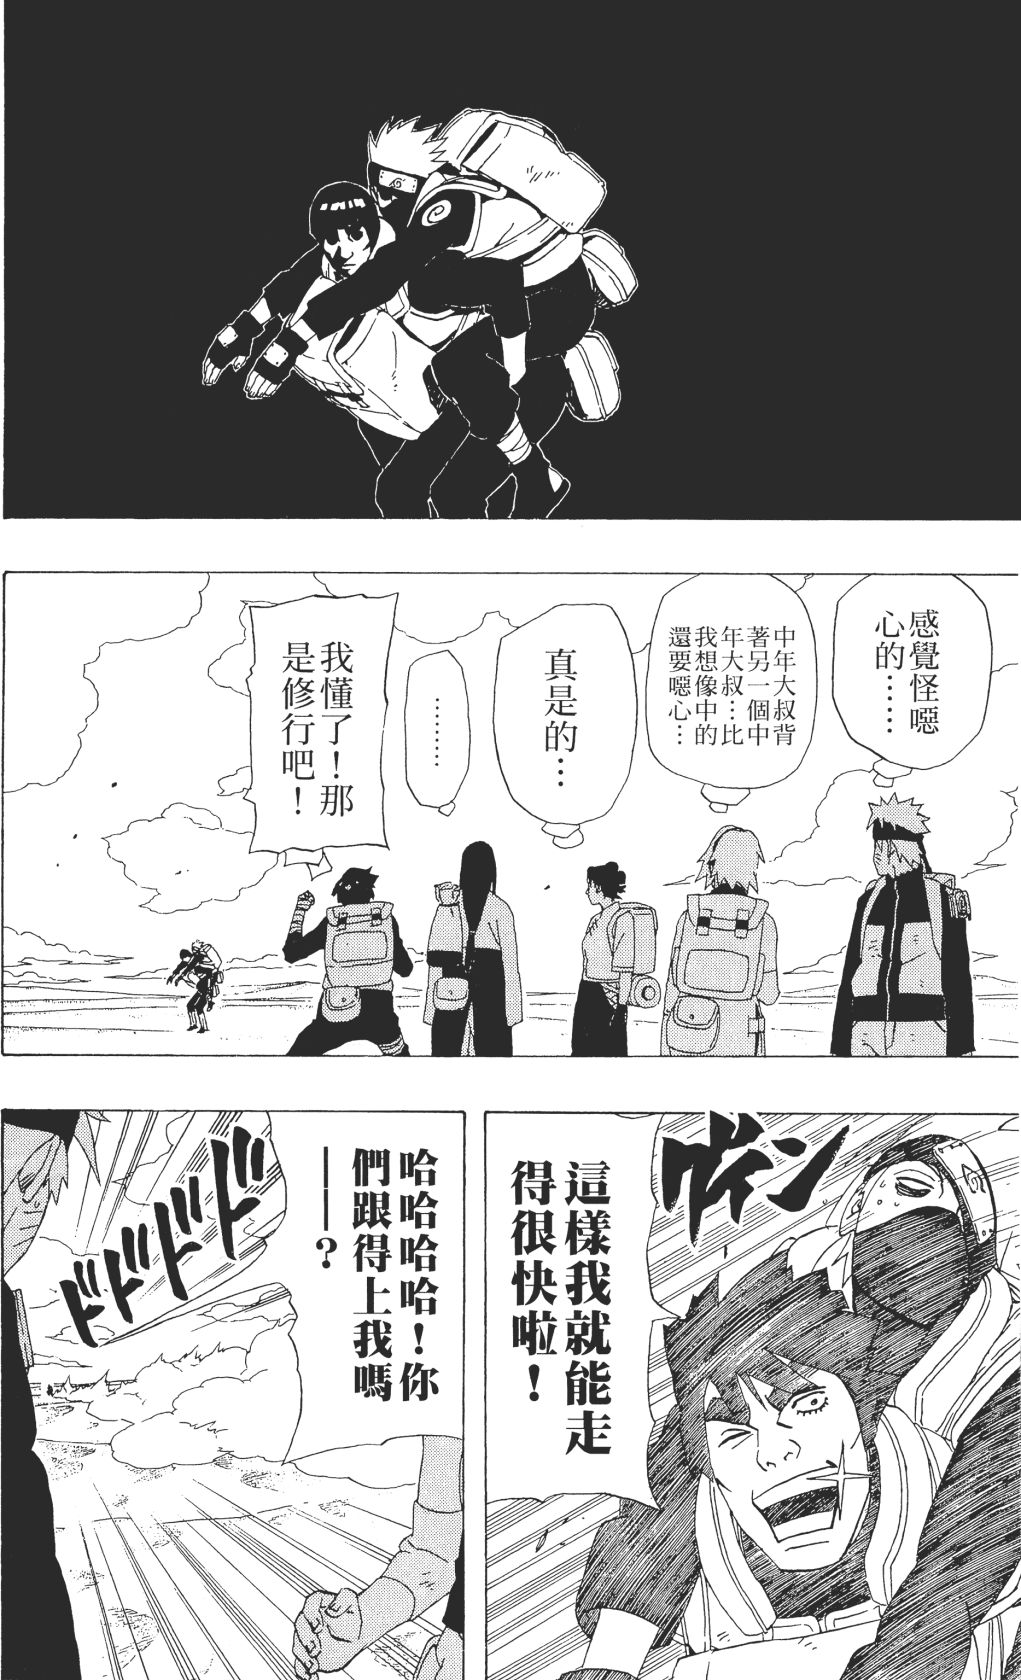 感覺怪噁
心的……
中年大叔背
著另一個中
年大叔…比
我想像中的
還要噁心…
真是的…
………
我懂了！那
是修行吧！
グイン
這樣我就能走
得很快啦！
哈哈哈哈！你
們跟得上我嗎
——？
ドドドド